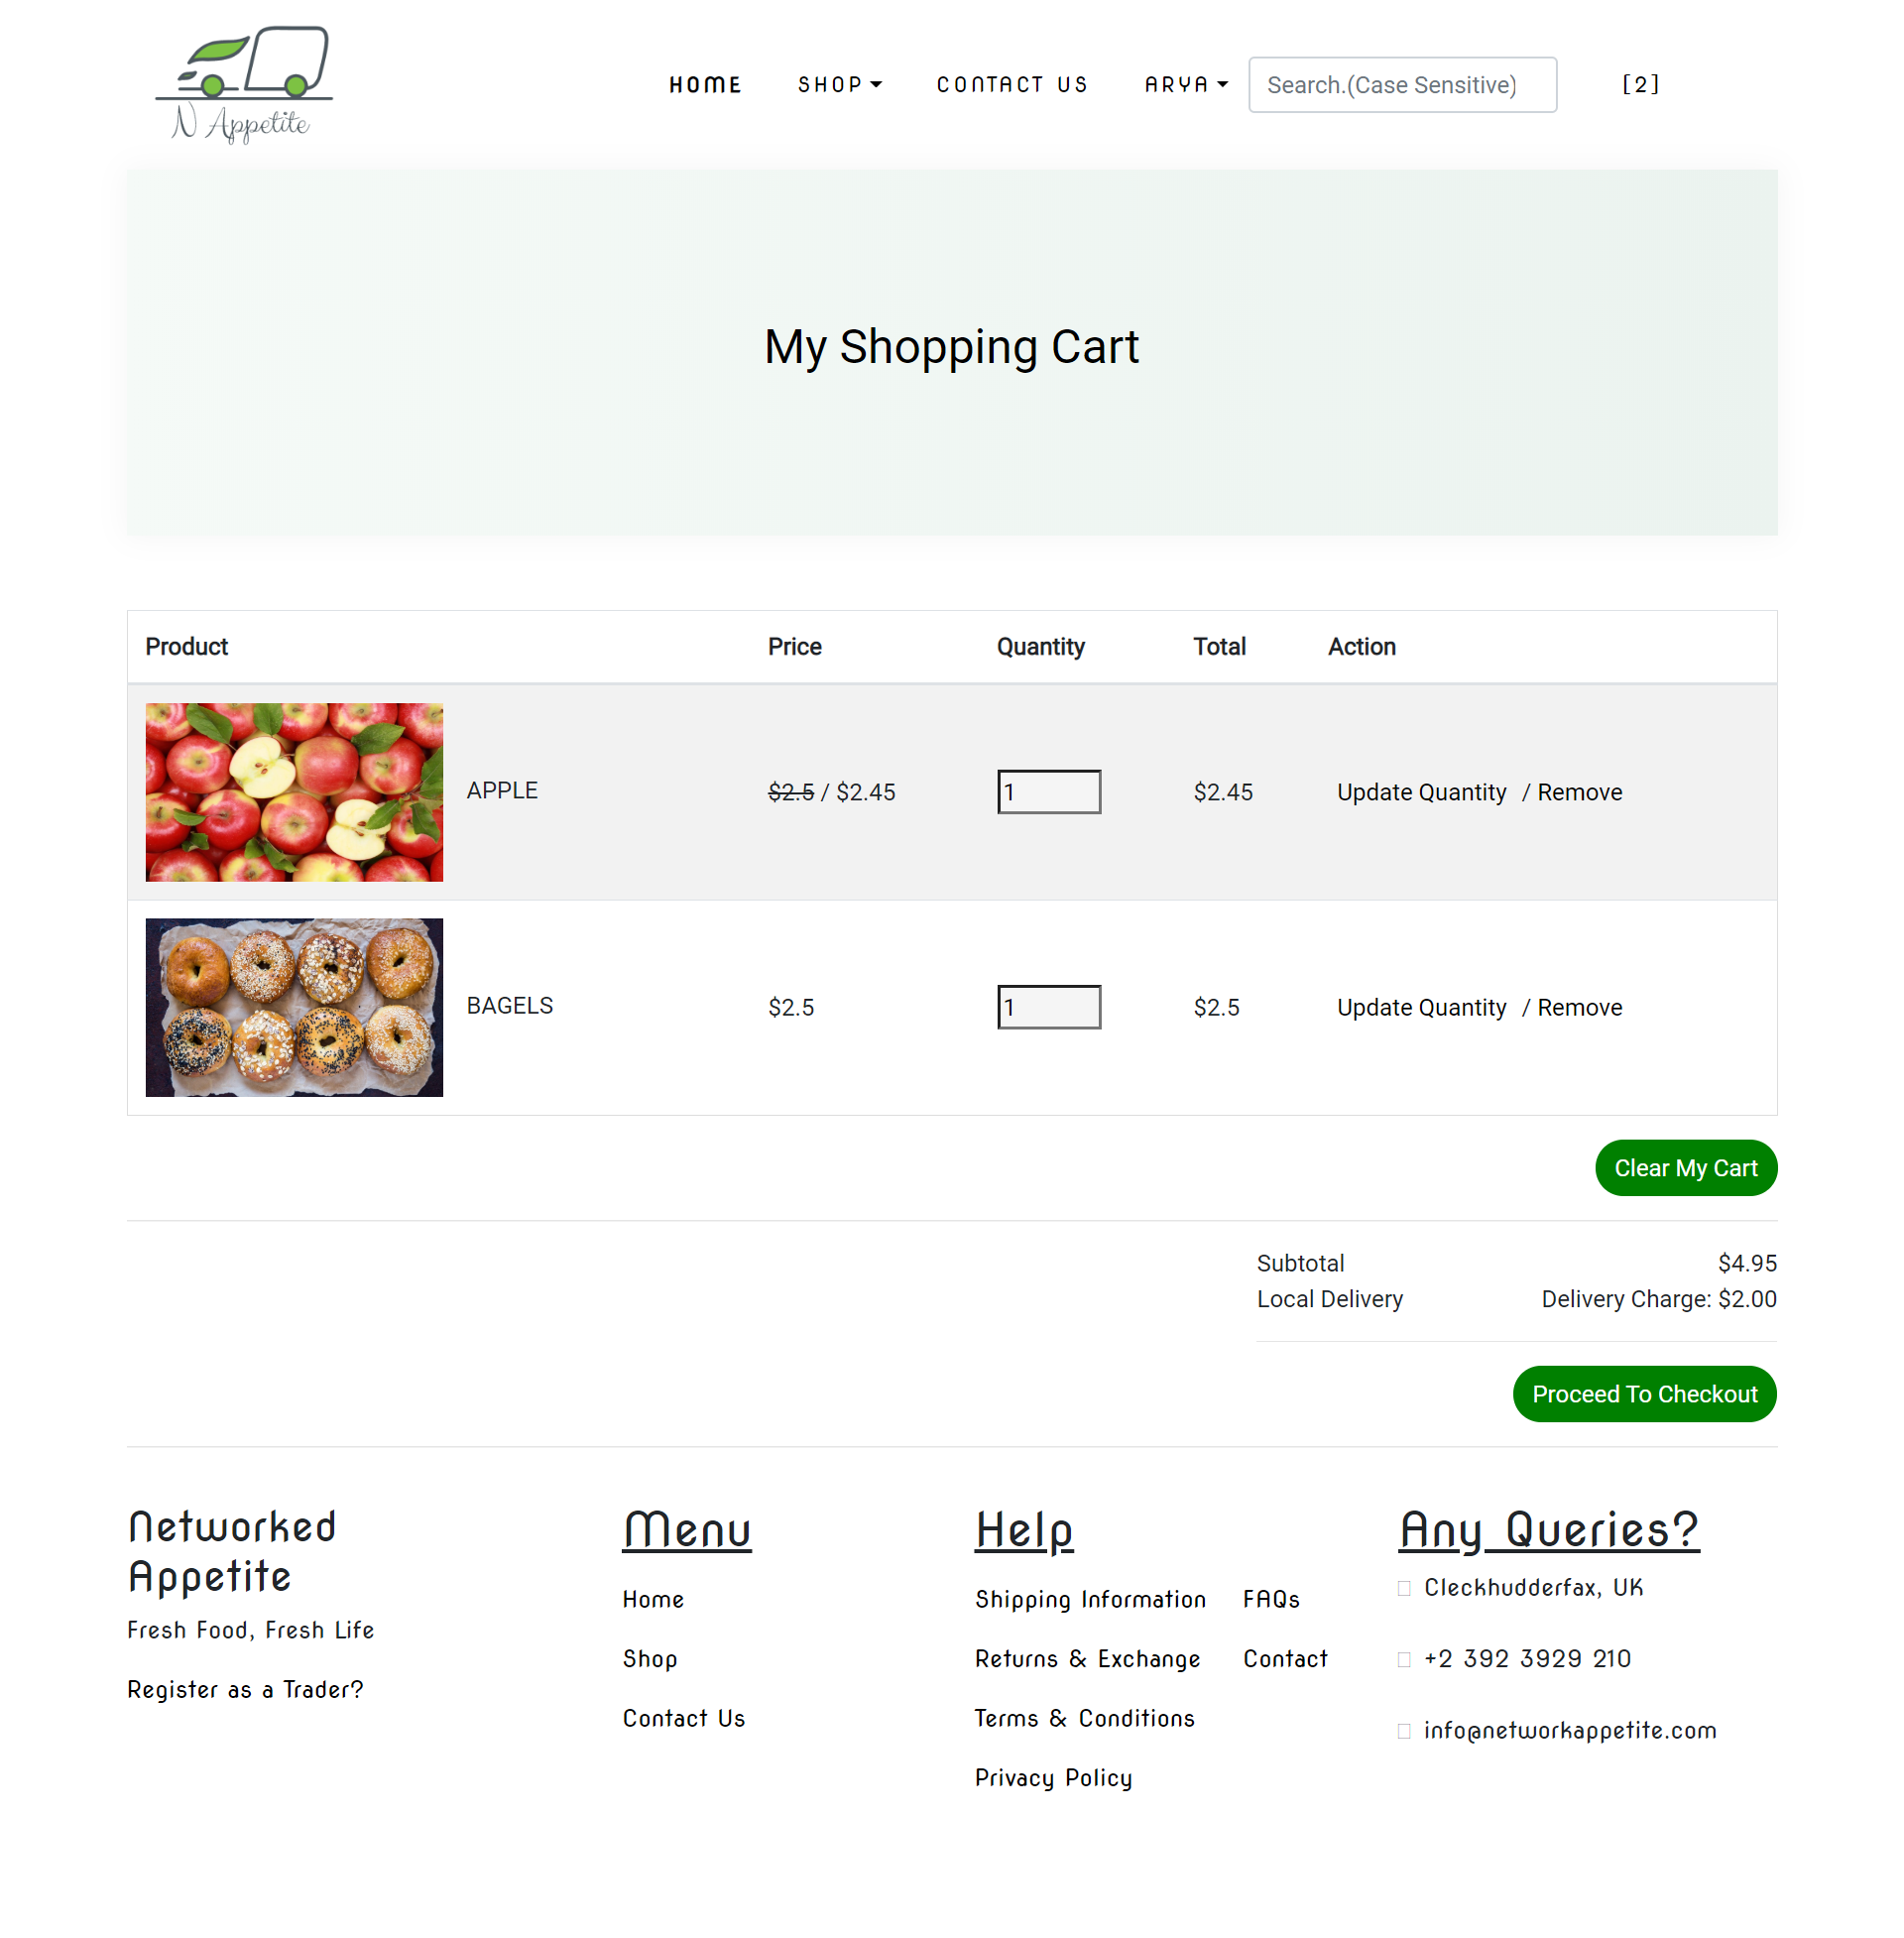 N Appetite
HOME SHOP CONTACT US ARYA Search.(Case Sensitive) [2]
My Shopping Cart
Product Price Quantity Total Action
APPLE $2.5 / $2.45 1 $2.45 Update Quantity / Remove
BAGELS $2.5 1 $2.5 Update Quantity / Remove
Clear My Cart
Subtotal $4.95
Local Delivery Delivery Charge: $2.00
Proceed To Checkout
Networked
Appetite
Fresh Food, Fresh Life
Register as a Trader?
Menu
Home
Shop
Contact Us
Help
Shipping Information
Returns & Exchange
Terms & Conditions
Privacy Policy
FAQs
Contact
Any Queries?
Cleckhudderfax, UK
+2 392 3929 210
info@networkappetite.com